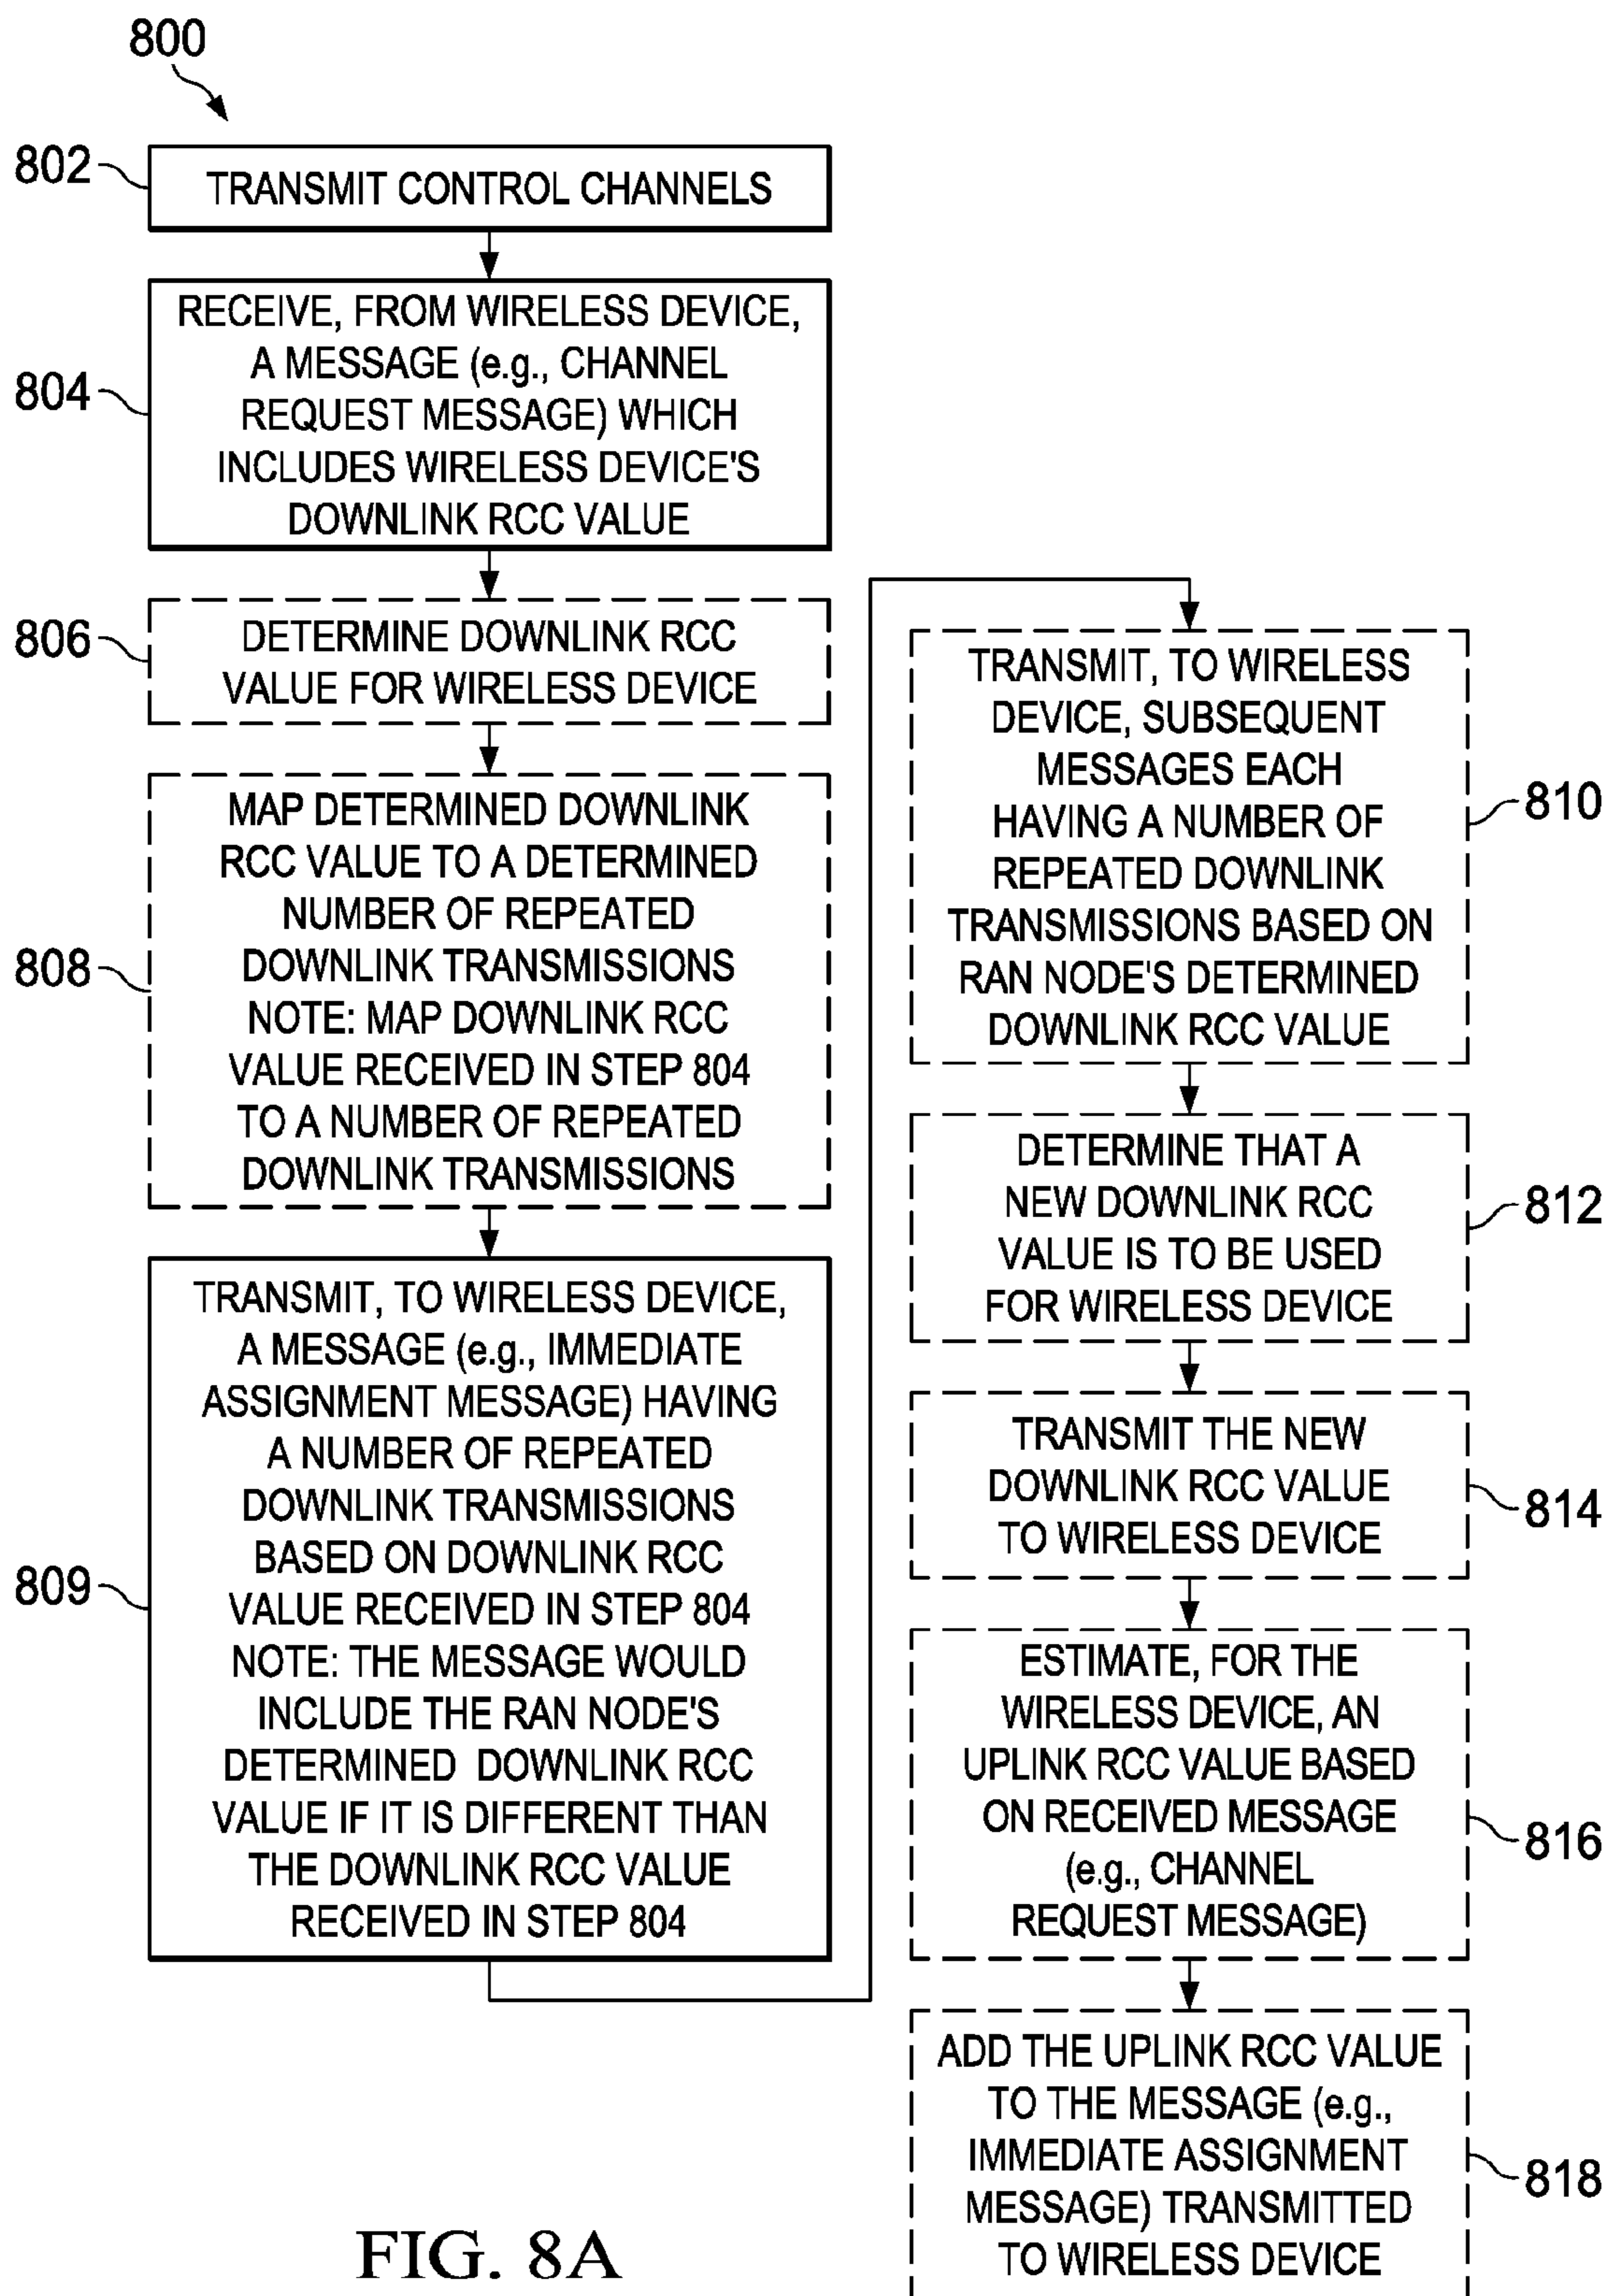 800
802
TRANSMIT CONTROL CHANNELS
804
RECEIVE, FROM WIRELESS DEVICE,
A MESSAGE (e.g., CHANNEL
REQUEST MESSAGE) WHICH
INCLUDES WIRELESS DEVICE'S
DOWNLINK RCC VALUE
806
DETERMINE DOWNLINK RCC
VALUE FOR WIRELESS DEVICE
808
MAP DETERMINED DOWNLINK
RCC VALUE TO A DETERMINED
NUMBER OF REPEATED
DOWNLINK TRANSMISSIONS
NOTE: MAP DOWNLINK RCC
VALUE RECEIVED IN STEP 804
TO A NUMBER OF REPEATED
DOWNLINK TRANSMISSIONS
809
TRANSMIT, TO WIRELESS DEVICE,
A MESSAGE (e.g., IMMEDIATE
ASSIGNMENT MESSAGE) HAVING
A NUMBER OF REPEATED
DOWNLINK TRANSMISSIONS
BASED ON DOWNLINK RCC
VALUE RECEIVED IN STEP 804
NOTE: THE MESSAGE WOULD
INCLUDE THE RAN NODE'S
DETERMINED DOWNLINK RCC
VALUE IF IT IS DIFFERENT THAN
THE DOWNLINK RCC VALUE
RECEIVED IN STEP 804
TRANSMIT, TO WIRELESS
DEVICE, SUBSEQUENT
MESSAGES EACH
HAVING A NUMBER OF
REPEATED DOWNLINK
TRANSMISSIONS BASED ON
RAN NODE'S DETERMINED
DOWNLINK RCC VALUE
810
DETERMINE THAT A
NEW DOWNLINK RCC
VALUE IS TO BE USED
FOR WIRELESS DEVICE
812
TRANSMIT THE NEW
DOWNLINK RCC VALUE
TO WIRELESS DEVICE
814
ESTIMATE, FOR THE
WIRELESS DEVICE, AN
UPLINK RCC VALUE BASED
ON RECEIVED MESSAGE
(e.g., CHANNEL
REQUEST MESSAGE)
816
ADD THE UPLINK RCC VALUE
TO THE MESSAGE (e.g.,
IMMEDIATE ASSIGNMENT
MESSAGE) TRANSMITTED
TO WIRELESS DEVICE
818
FIG. 8A